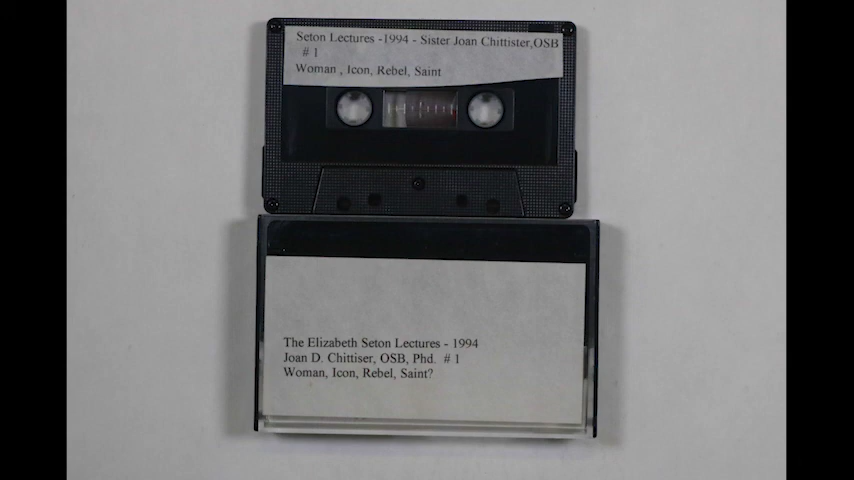 Seton Lectures -1994 - Sister Joan Chittister,OSB
# 1
Woman , Icon, Rebel, Saint
The Elizabeth Seton Lectures - 1994
Joan D. Chittiser, OSB, Phd. # 1
Woman, Icon, Rebel, Saint?